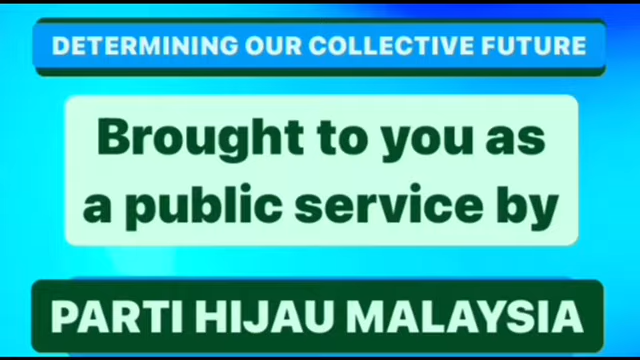 DETERMINING OUR COLLECTIVE FUTURE
Brought to you as
a public service by
PARTI HIJAU MALAYSIA